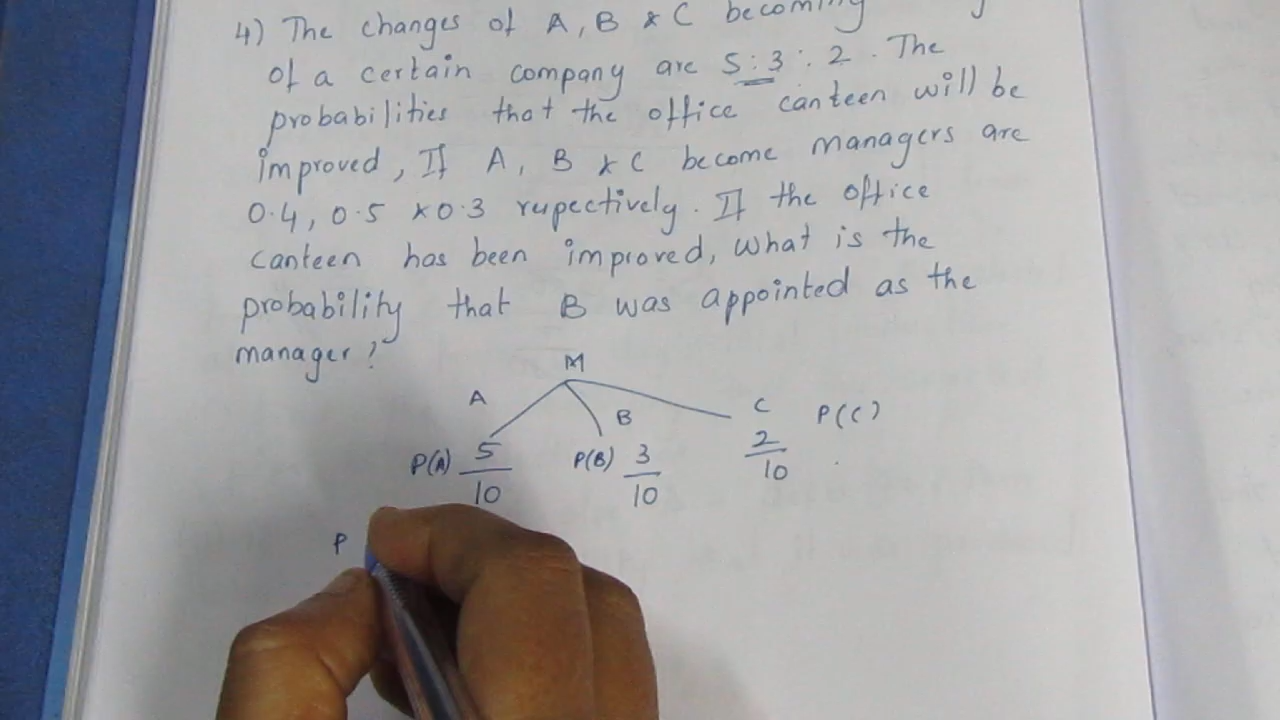 4) The changes of A, B & C becoming
of a certain company are 5:3:2. The
probabilities that the office canteen will be
improved, If A, B & C become managers are
0.4, 0.5 &0.3 rupectively. If the office
canteen has been improved, What is the
probability that B was appointed as the
manager?
M
A B C P(C)
P(A) 5/10 P(B) 3/10 2/10
P